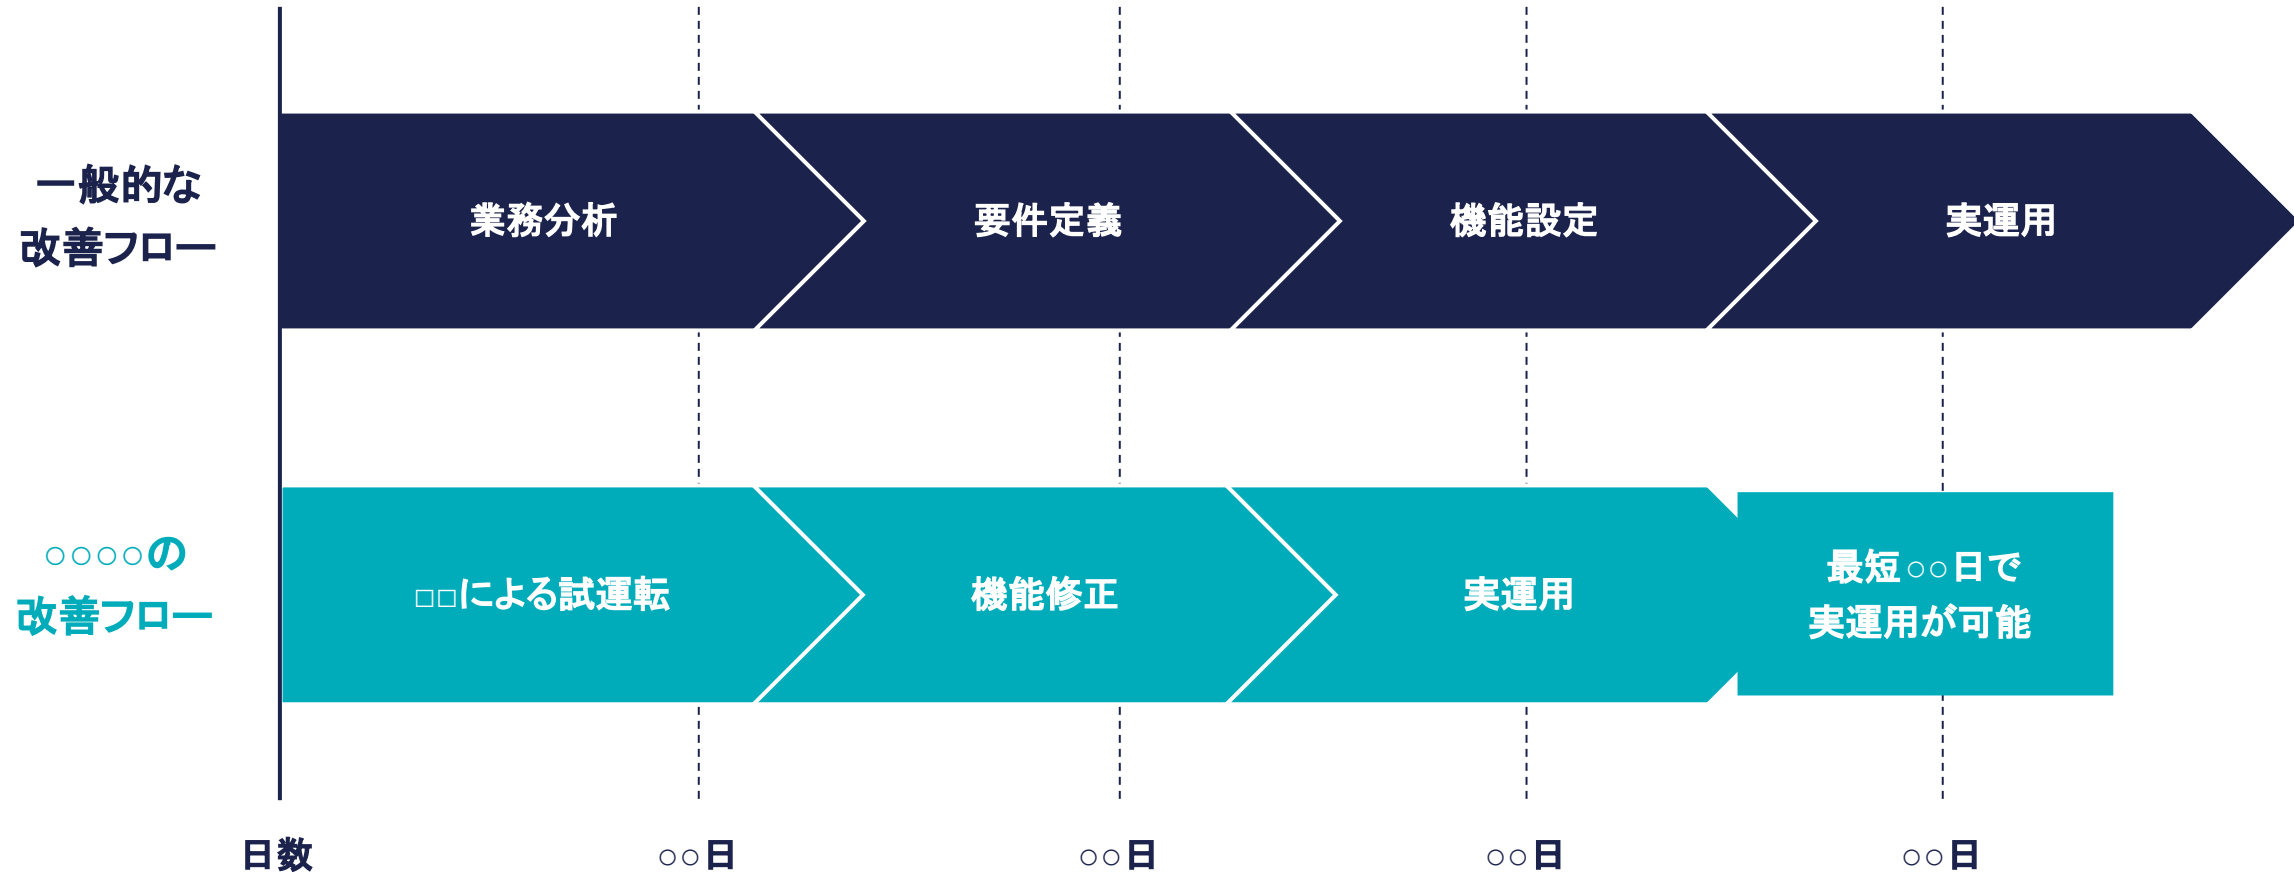 一般的な
改善フロー
業務分析
要件定義
機能設定
実運用
○○○○の
改善フロー
□□による試運転
機能修正
実運用
最短○○日で
実運用が可能
日数
○○日
○○日
○○日
○○日